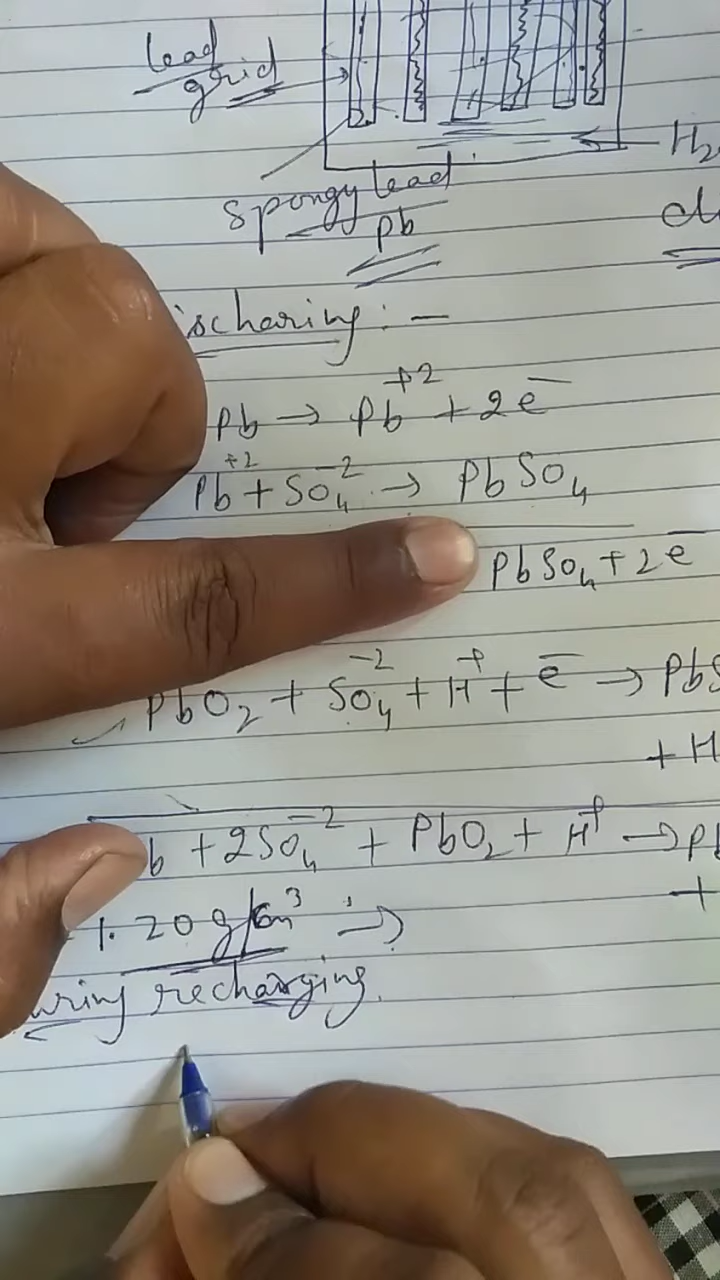 lead
grid
H₂
spongy lead
Pb
ischaring : —
Pb → Pb⁺² + 2e⁻
Pb⁺² + SO₄⁻² → PbSO₄
PbSO₄ + 2e⁻
PbO₂ + SO₄⁻² + H⁺ + e⁻ → PbS
+ H
b + 2SO₄⁻² + PbO₂ + H⁺ → Pb
+
1.20 g/cm³ →
uring recharging.